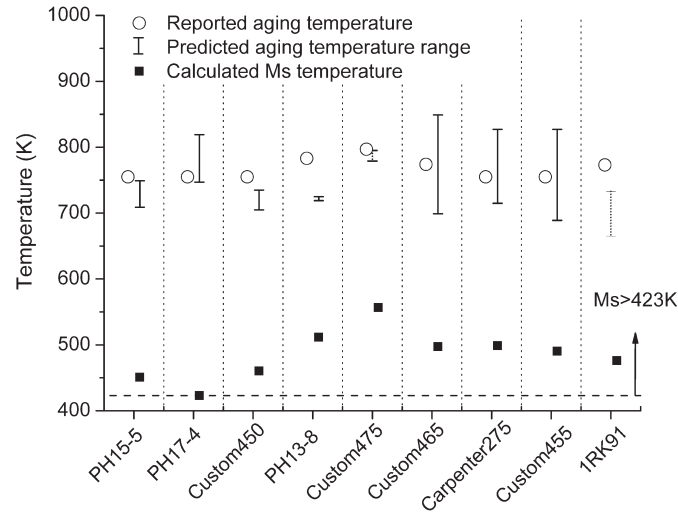 Reported aging temperature
Predicted aging temperature range
Calculated Ms temperature
Temperature (K)
1000
900
800
700
600
500
400
Ms>423K
PH15-5
PH17-4
Custom450
PH13-8
Custom475
Custom465
Carpenter275
Custom455
1RK91